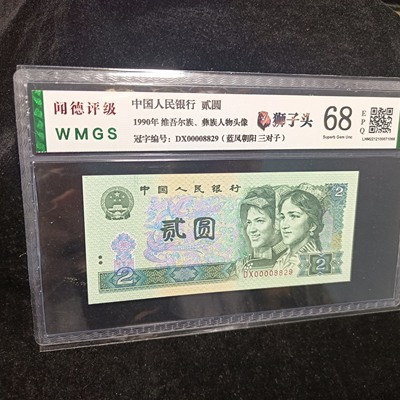 闻德评级
WMGS
中国人民银行 贰圆
1990年 维吾尔族、彝族人物头像
冠字编号：DX00008829（蓝凤朝阳 三对子）
狮子头
68
Superb Gem Unc
EPQ
中国人民银行
2
贰圆
2
DX00008829
2